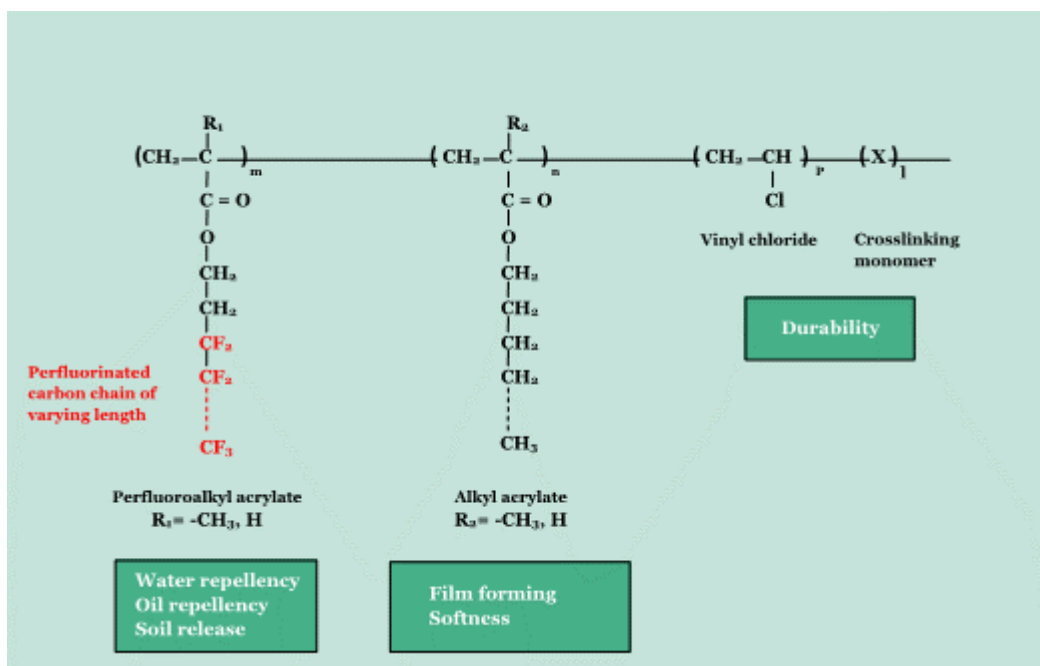 R₁
R₂
(CH₂–C–)ₘ
(CH₂–C–)ₙ
(CH₂–CH)ₚ
(X)ₗ
C = O
C = O
Cl
O
O
Vinyl chloride
Crosslinking
monomer
CH₂
CH₂
CH₂
CH₂
Durability
CF₂
CH₂
Perfluorinated
carbon chain of
varying length
CF₂
CH₂
CF₃
CH₃
Perfluoroalkyl acrylate
R₁= -CH₃, H
Alkyl acrylate
R₂= -CH₃, H
Water repellency
Oil repellency
Soil release
Film forming
Softness